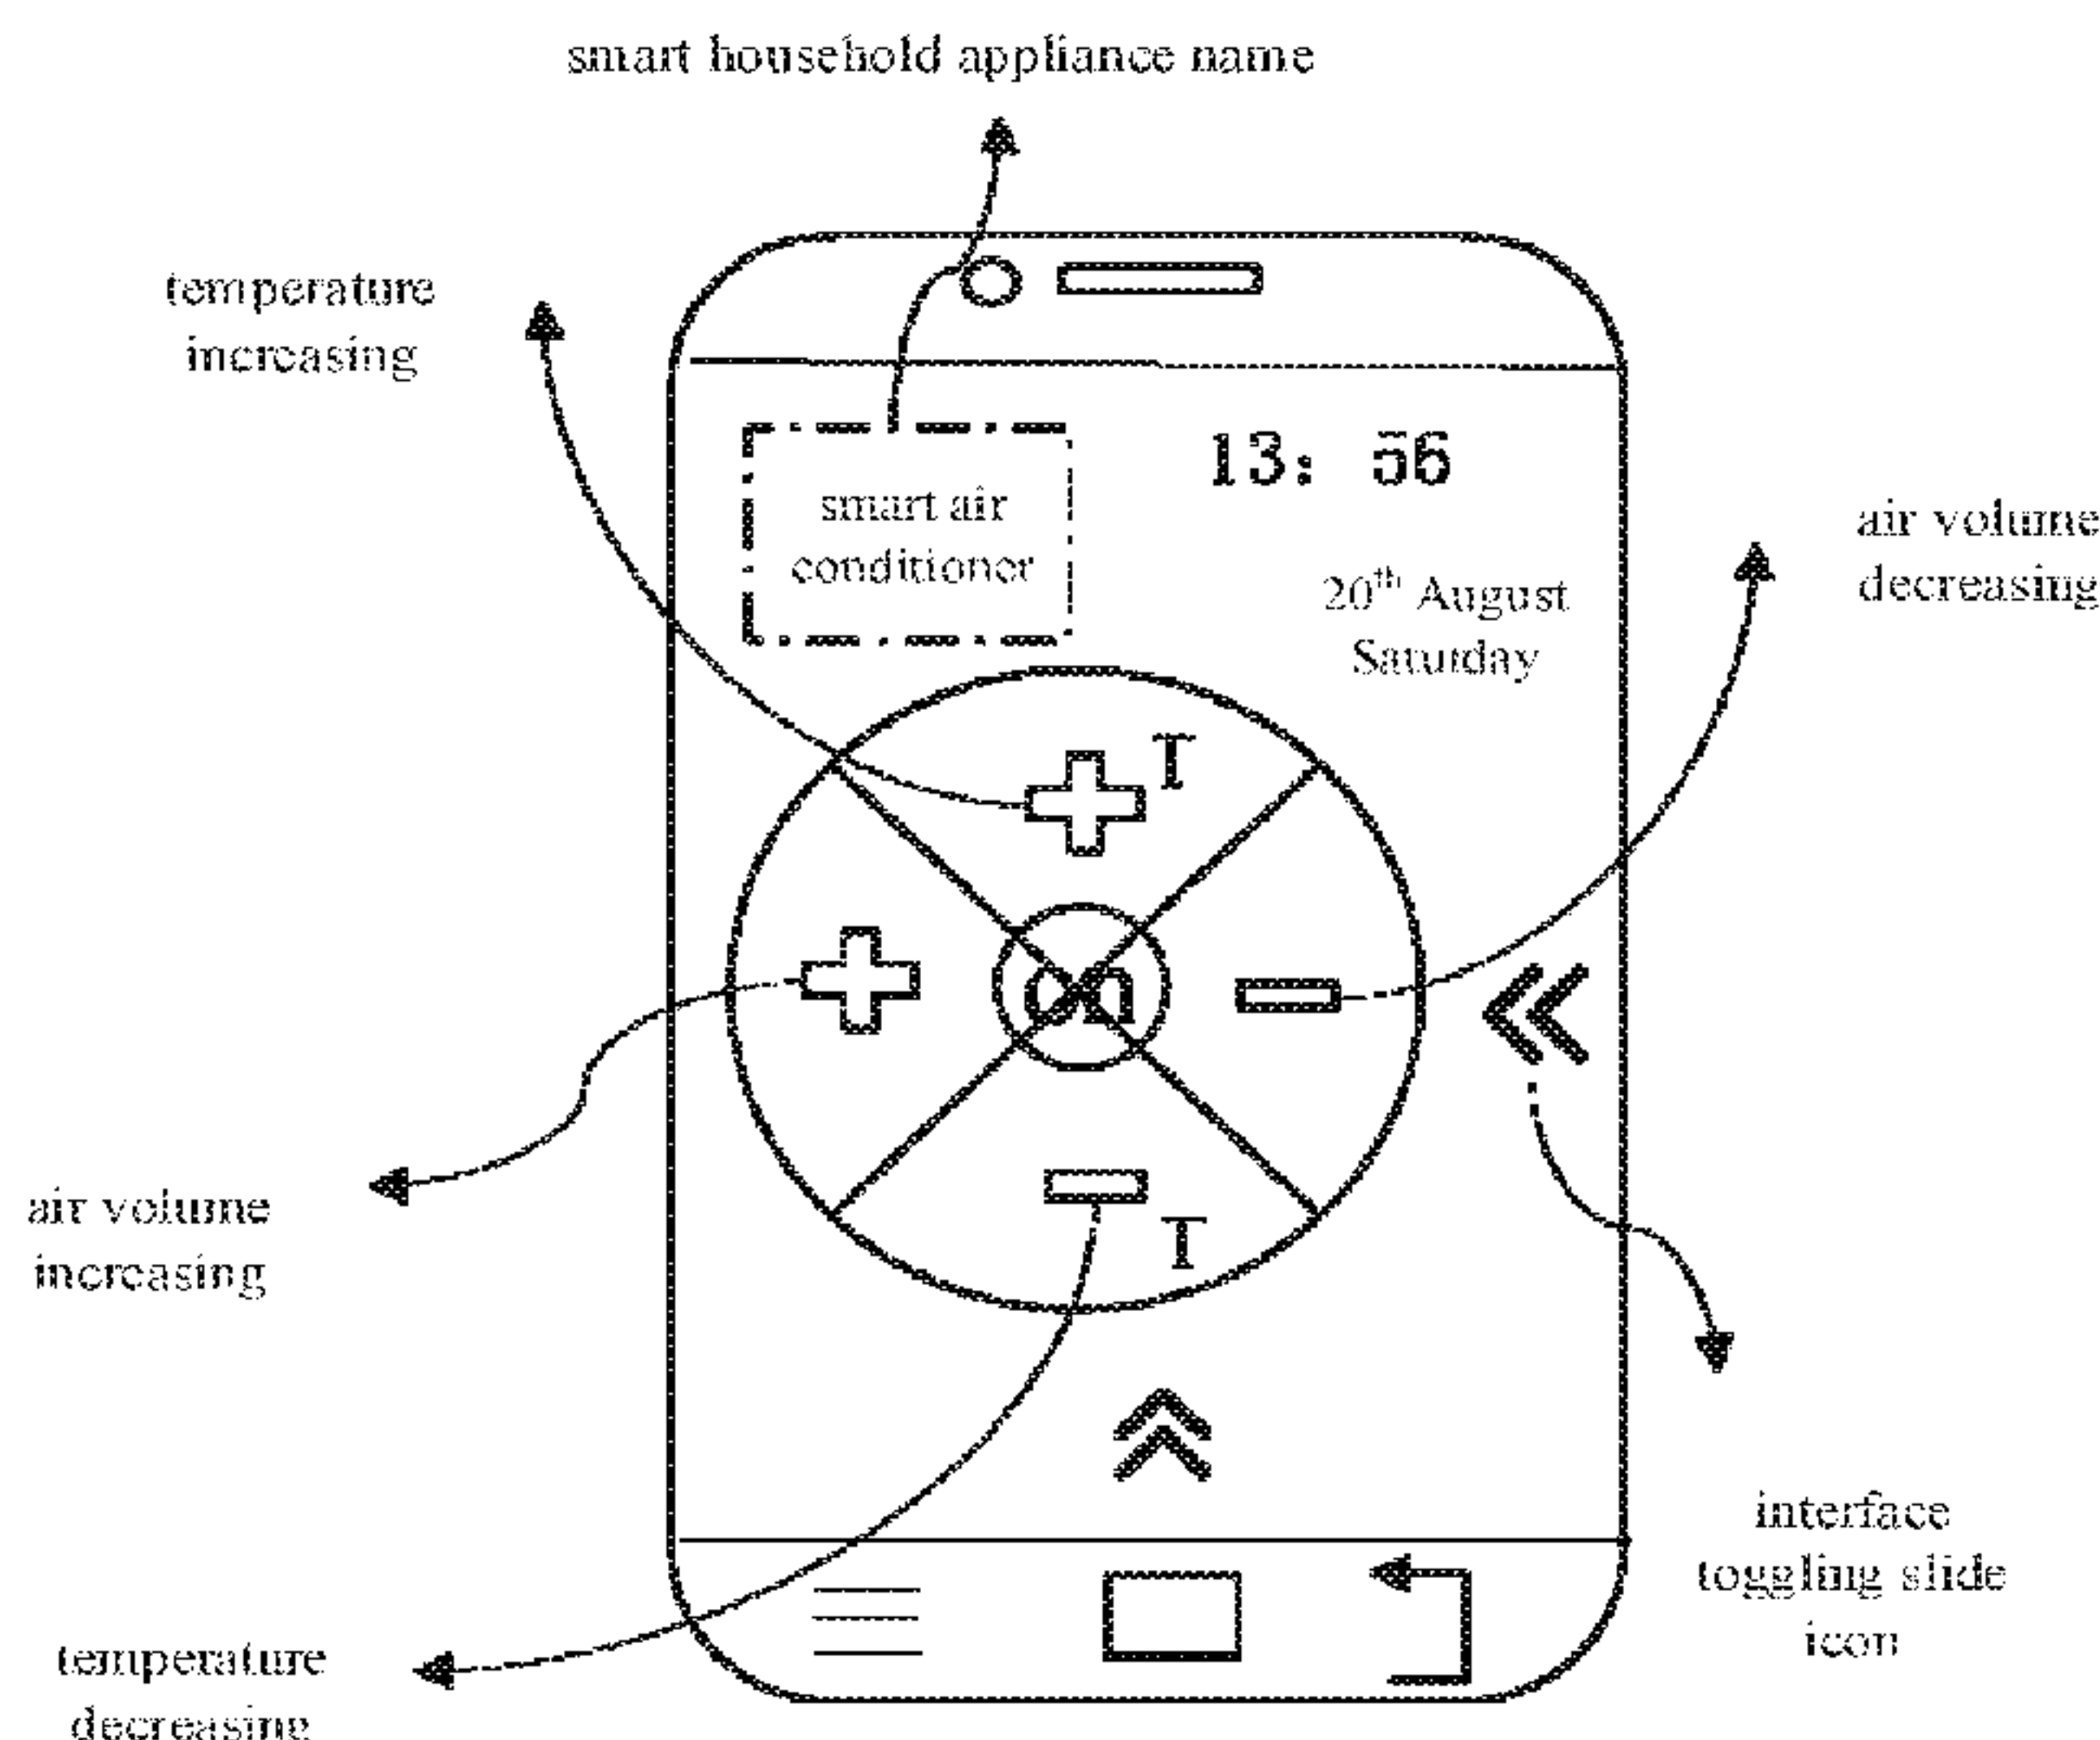 smart household appliance name
temperature
increasing
13: 56
smart air
conditioner
air volume
decreasing
20th August
Saturday
T
on
air volume
increasing
T
interface
toggling slide
icon
temperature
decreasing